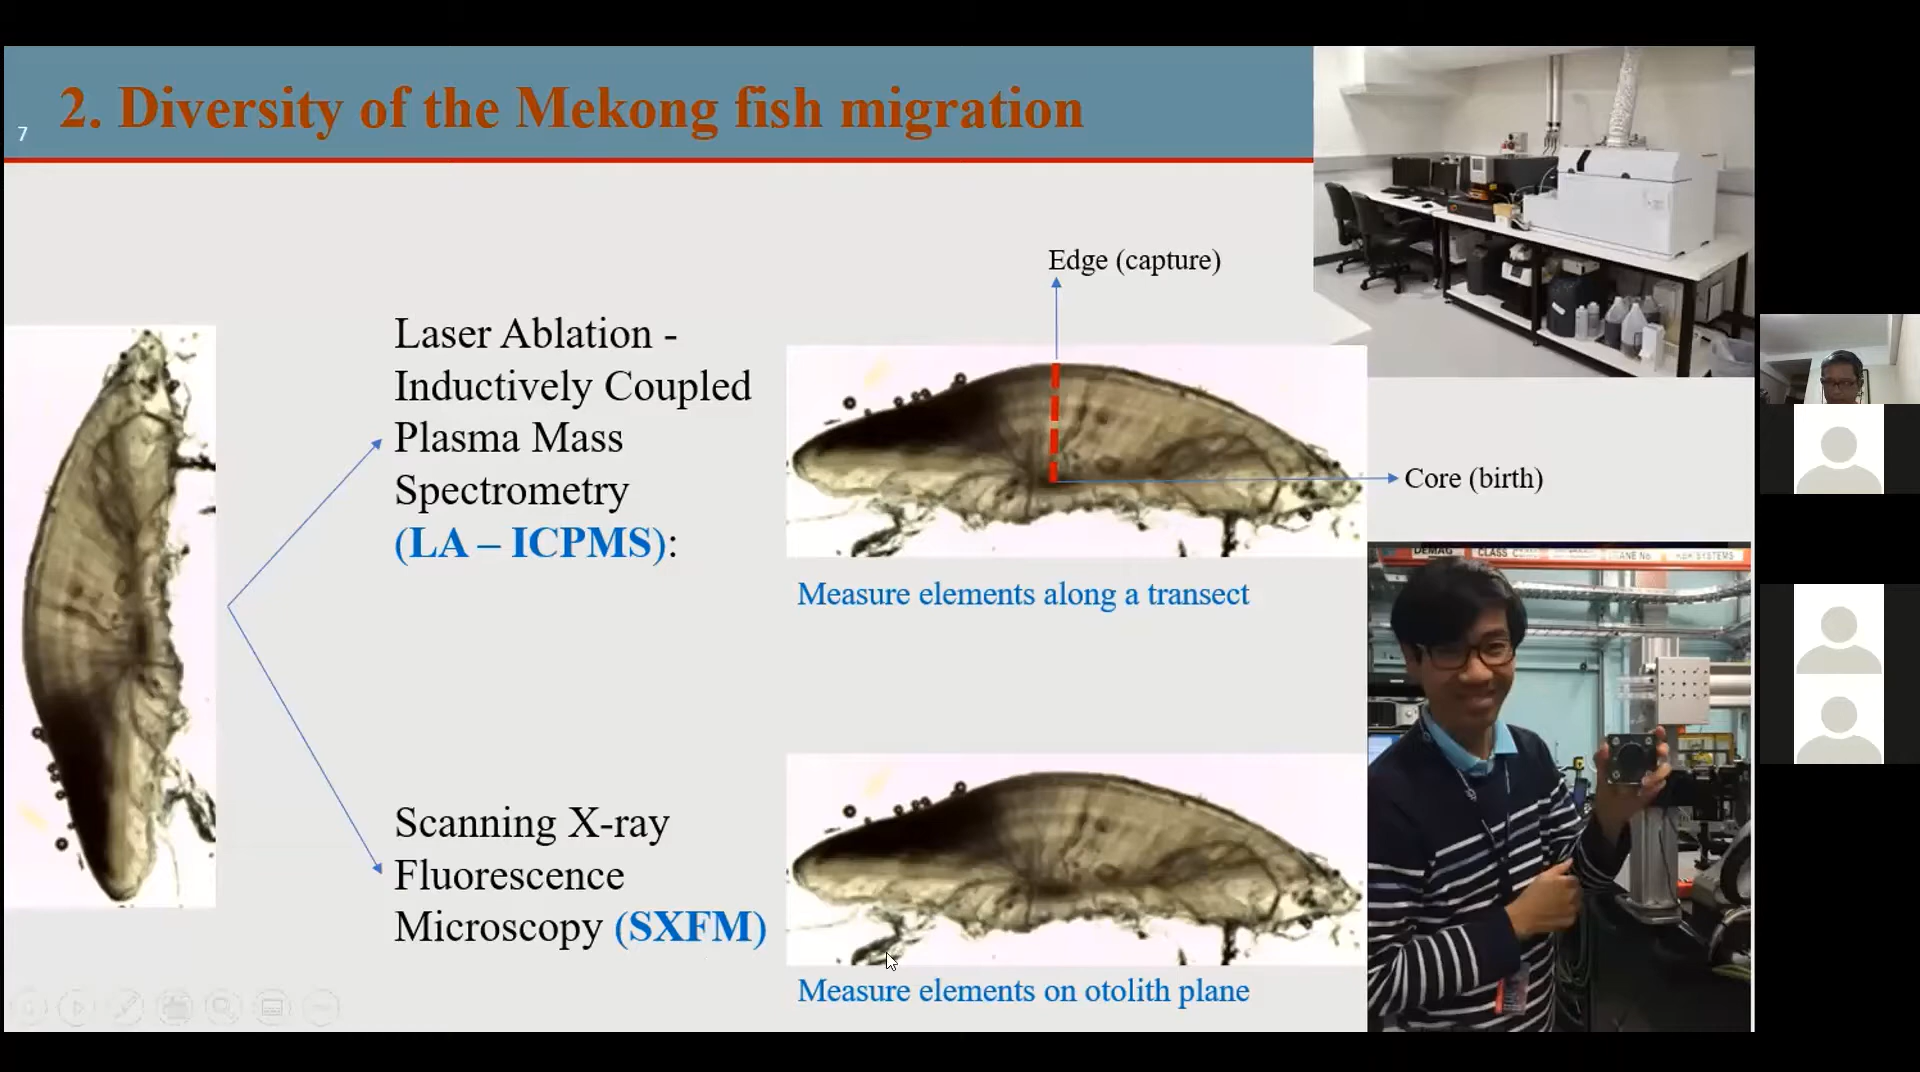 2. Diversity of the Mekong fish migration
7
Edge (capture)
Laser Ablation -
Inductively Coupled
Plasma Mass
Spectrometry
(LA – ICPMS):
Core (birth)
Measure elements along a transect
DEMAG
Scanning X-ray
Fluorescence
Microscopy (SXFM)
Measure elements on otolith plane